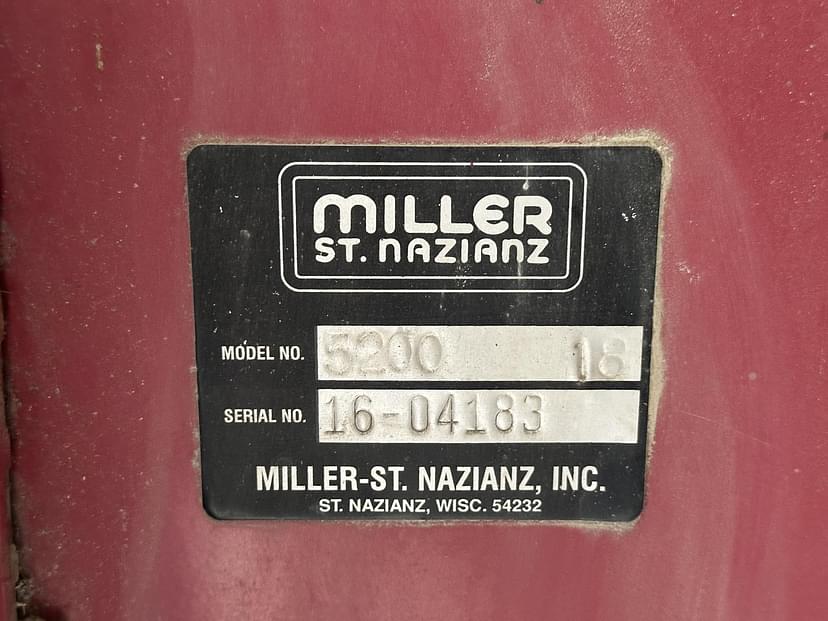 MILLER
ST. NAZIANZ
MODEL NO. 5200 18
SERIAL NO. 16-04183
MILLER-ST. NAZIANZ, INC.
ST. NAZIANZ, WISC. 54232